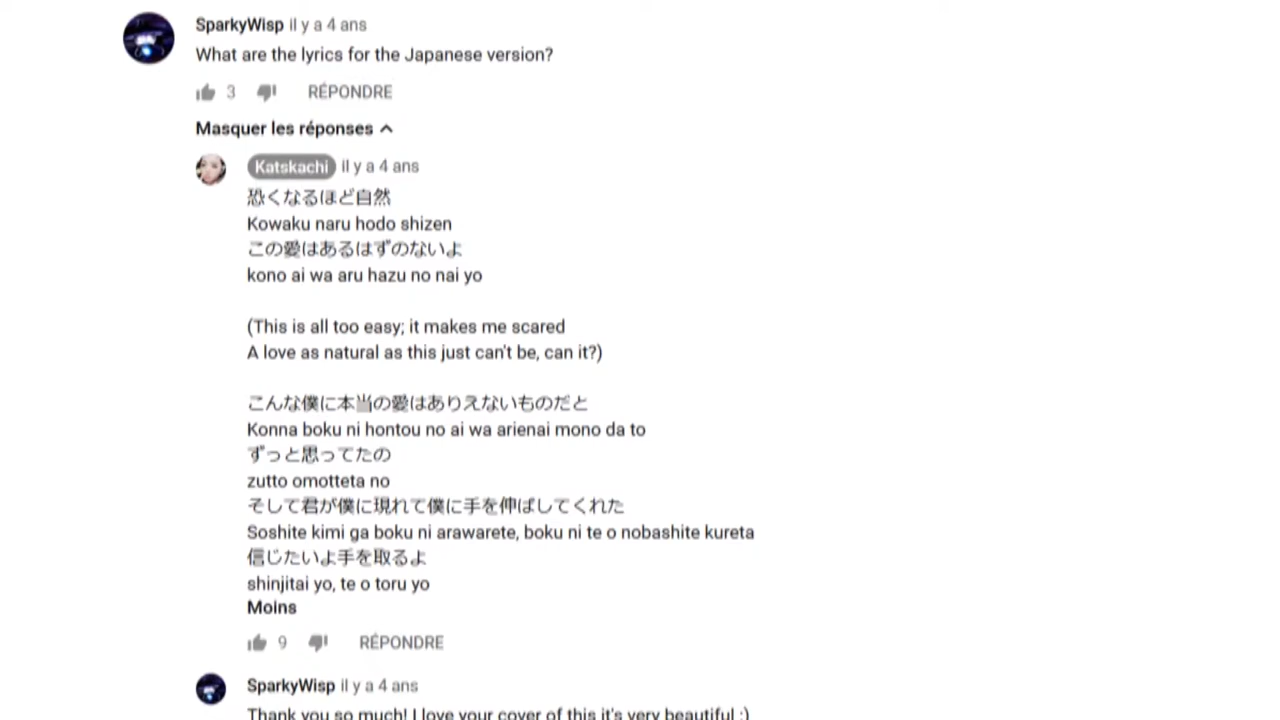 SparkyWisp il y a 4 ans
What are the lyrics for the Japanese version?
3 RÉPONDRE
Masquer les réponses
Katskachi il y a 4 ans
恐くなるほど自然
Kowaku naru hodo shizen
この愛はあるはずのないよ
kono ai wa aru hazu no nai yo
(This is all too easy; it makes me scared
A love as natural as this just can't be, can it?)
こんな僕に本当の愛はありえないものだと
Konna boku ni hontou no ai wa arienai mono da to
ずっと思ってたの
zutto omotteta no
そして君が僕に現れて僕に手を伸ばしてくれた
Soshite kimi ga boku ni arawarete, boku ni te o nobashite kureta
信じたいよ手を取るよ
shinjitai yo, te o toru yo
Moins
9 RÉPONDRE
SparkyWisp il y a 4 ans
Thank you so much! I love your cover of this it's very beautiful :)